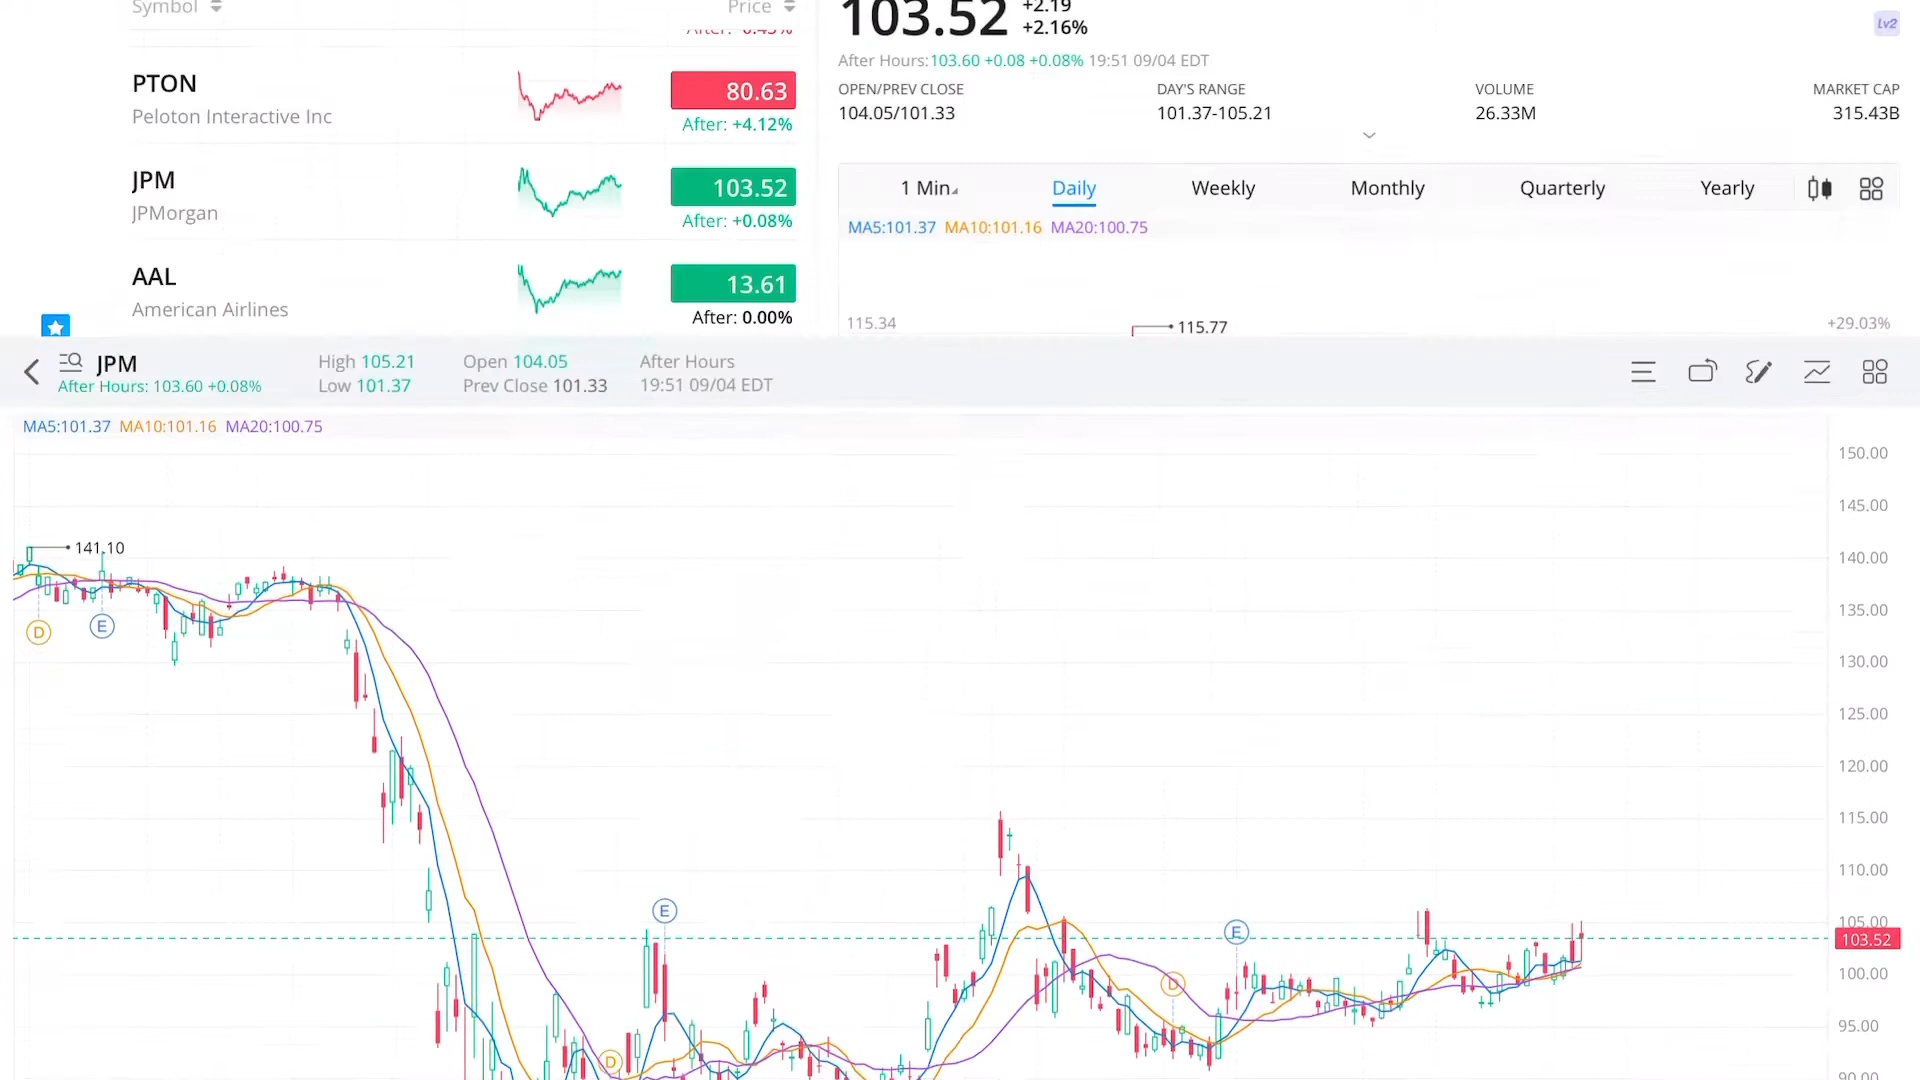 Symbol Price
After: -0.45%
PTON
80.63
Peloton Interactive Inc
After: +4.12%
JPM
103.52
JPMorgan
After: +0.08%
AAL
13.61
American Airlines
After: 0.00%
103.52
+2.19
+2.16%
Lv2
After Hours: 103.60 +0.08 +0.08% 19:51 09/04 EDT
OPEN/PREV CLOSE DAY'S RANGE VOLUME MARKET CAP
104.05/101.33 101.37-105.21 26.33M 315.43B
1 Min Daily Weekly Monthly Quarterly Yearly
MA5:101.37 MA10:101.16 MA20:100.75
115.34 115.77 +29.03%
JPM
After Hours: 103.60 +0.08%
High 105.21 Open 104.05 After Hours
Low 101.37 Prev Close 101.33 19:51 09/04 EDT
MA5:101.37 MA10:101.16 MA20:100.75
150.00
145.00
141.10
140.00
D E
135.00
130.00
125.00
120.00
115.00
110.00
E
105.00
E
103.52
100.00
D
95.00
D
90.00